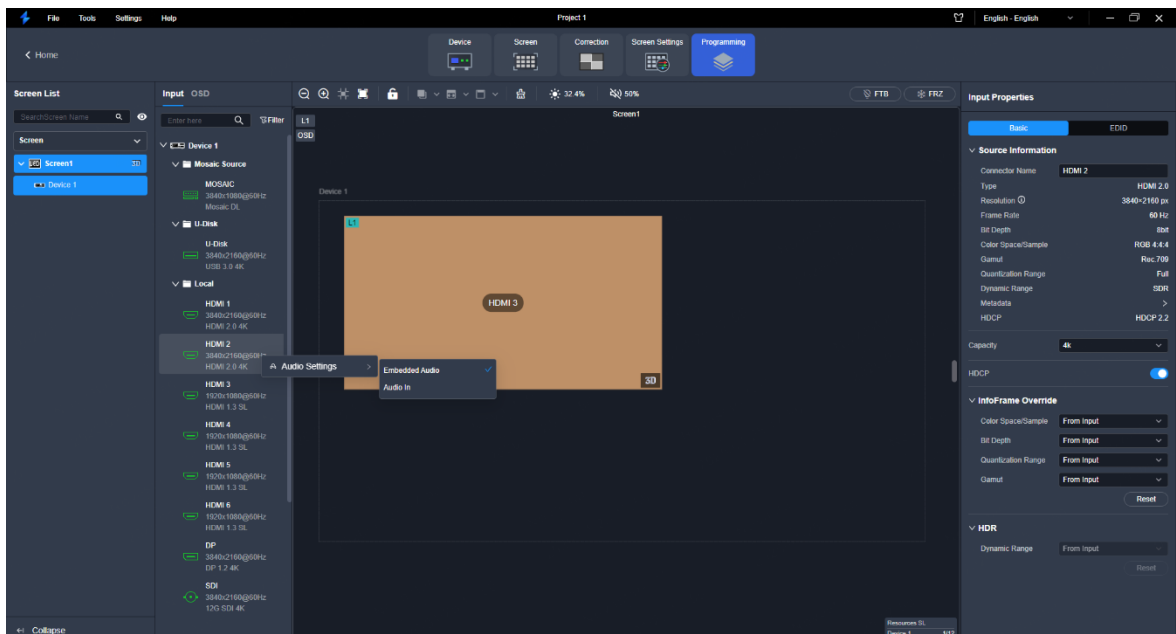 File Tools Settings Help Project 1 English - English
Home
Device Screen Correction Screen Settings Programming
Screen List
SearchScreen Name
Screen
Screen1 3D
Device 1
Collapse
Input OSD
Enter here Filter
Device 1
Mosaic Source
MOSAIC
3840x1080@60Hz
Mosaic DL
U-Disk
U-Disk
3840x2160@60Hz
USB 3.0 4K
Local
HDMI 1
3840x2160@60Hz
HDMI 2.0 4K
HDMI 2
3840x2160@60Hz
HDMI 2.0 4K
HDMI 3
1920x1080@60Hz
HDMI 1.3 SL
HDMI 4
1920x1080@60Hz
HDMI 1.3 SL
HDMI 5
1920x1080@60Hz
HDMI 1.3 SL
HDMI 6
1920x1080@60Hz
HDMI 1.3 SL
DP
3840x2160@60Hz
DP 1.2 4K
SDI
3840x2160@60Hz
12G SDI 4K
Audio Settings
Embedded Audio
Audio In
32.4% 50% FTB FRZ
L1
OSD
Screen1
Device 1
L1
HDMI 3
3D
Resources SL
Device 1 1/12
Input Properties
Basic EDID
Source Information
Connector Name HDMI 2
Type HDMI 2.0
Resolution 3840×2160 px
Frame Rate 60 Hz
Bit Depth 8bit
Color Space/Sample RGB 4:4:4
Gamut Rec.709
Quantization Range Full
Dynamic Range SDR
Metadata
HDCP HDCP 2.2
Capacity 4k
HDCP
InfoFrame Override
Color Space/Sample From Input
Bit Depth From Input
Quantization Range From Input
Gamut From Input
Reset
HDR
Dynamic Range From Input
Reset